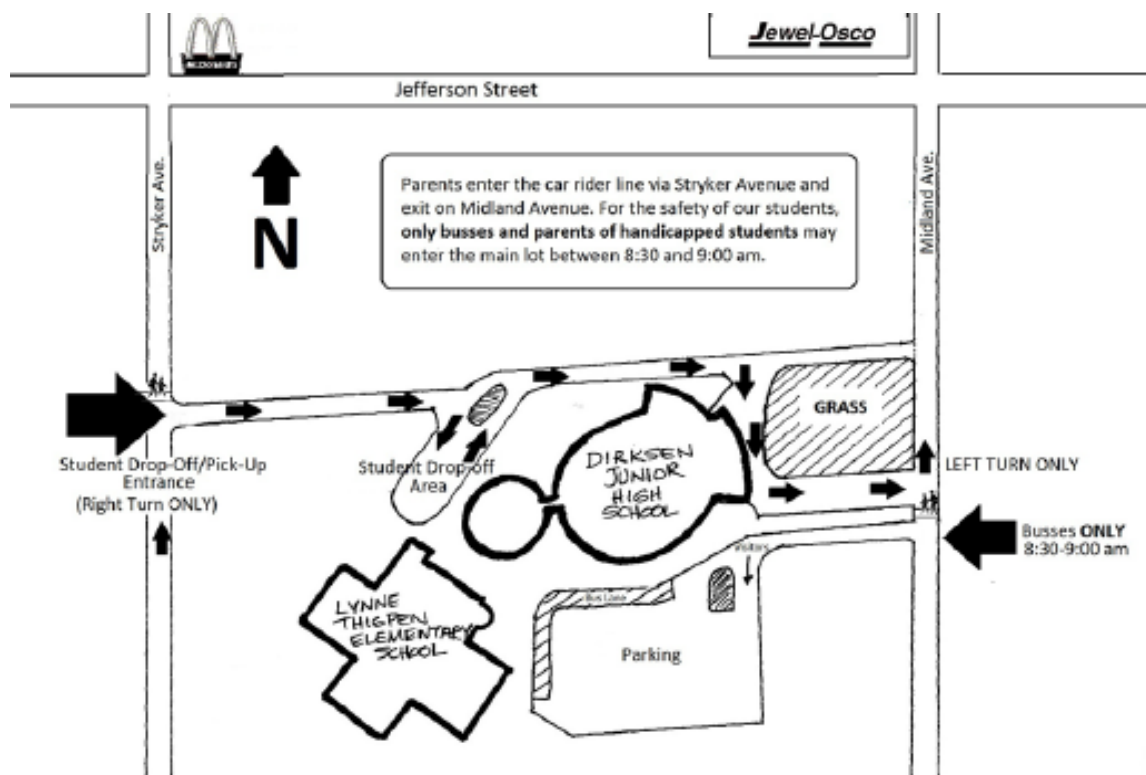 Jewel-Osco
Jefferson Street
Stryker Ave.
Midland Ave.
N
Parents enter the car rider line via Stryker Avenue and
exit on Midland Avenue. For the safety of our students,
only busses and parents of handicapped students may
enter the main lot between 8:30 and 9:00 am.
GRASS
Student Drop-Off/Pick-Up
Entrance
(Right Turn ONLY)
Student Drop-off
Area
DIRKSEN
JUNIOR
HIGH
SCHOOL
LEFT TURN ONLY
Busses ONLY
8:30-9:00 am
Visitors
Bus Lane
LYNNE
THIGPEN
ELEMENTARY
SCHOOL
Parking